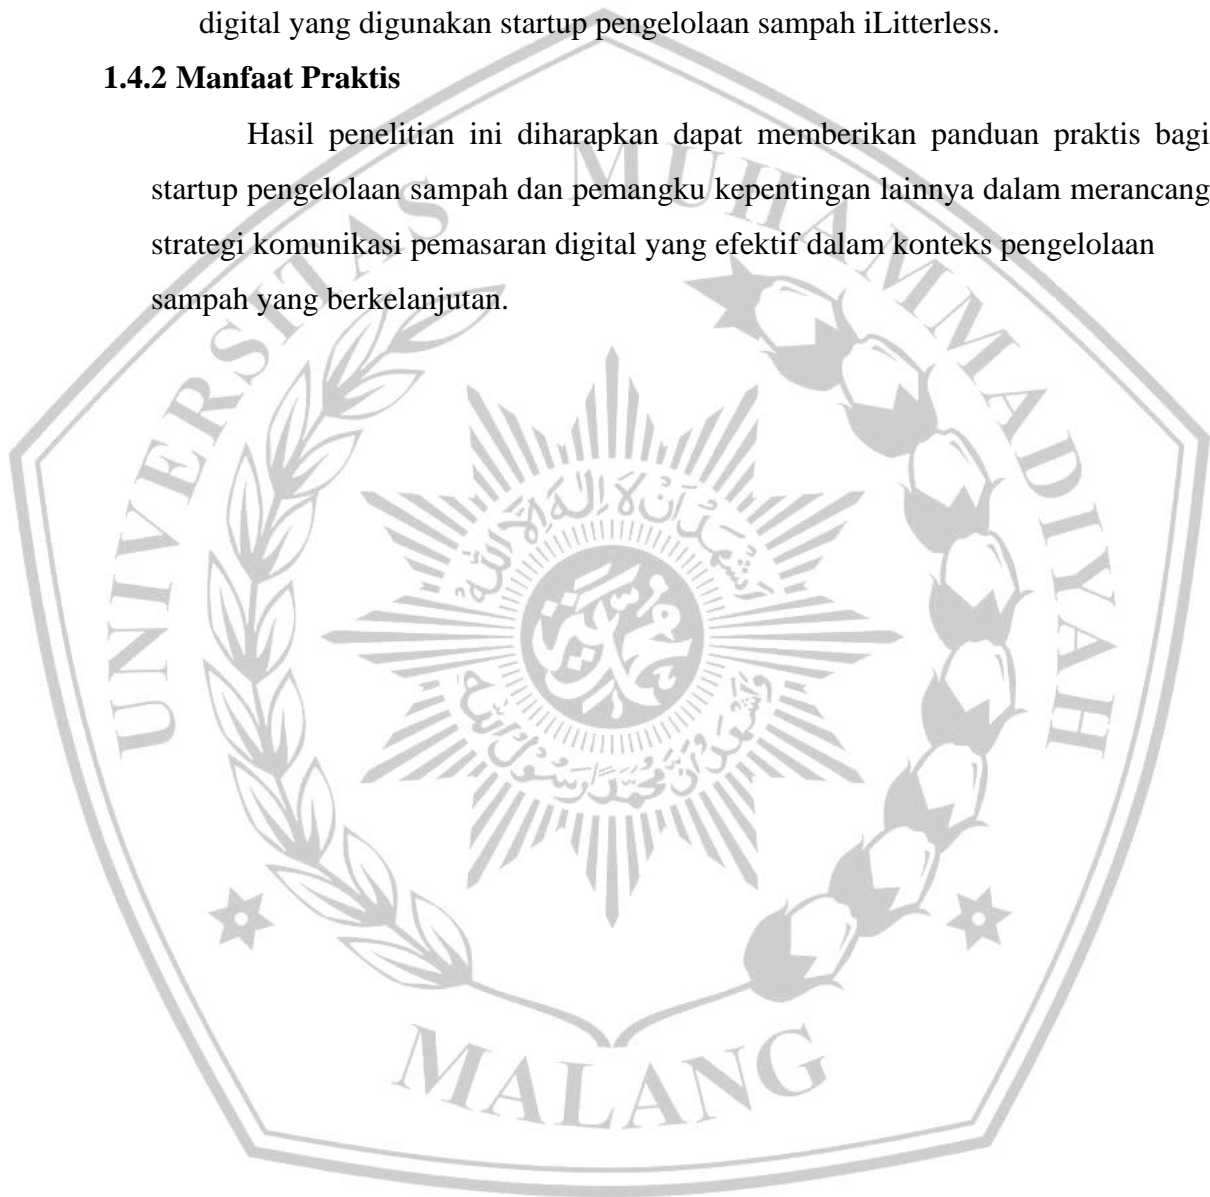 digital yang digunakan startup pengelolaan sampah iLitterless.
1.4.2 Manfaat Praktis
Hasil penelitian ini diharapkan dapat memberikan panduan praktis bagi
startup pengelolaan sampah dan pemangku kepentingan lainnya dalam merancang
strategi komunikasi pemasaran digital yang efektif dalam konteks pengelolaan
sampah yang berkelanjutan.
UNIVERSITAS MUHAMMADIYAH
MALANG